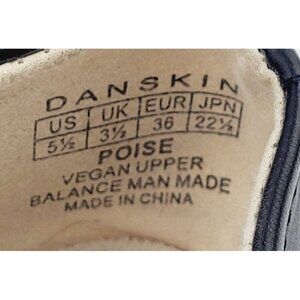 DANSKIN
US UK EUR JPN
5½ 3½ 36 22½
POISE
VEGAN UPPER
BALANCE MAN MADE
MADE IN CHINA